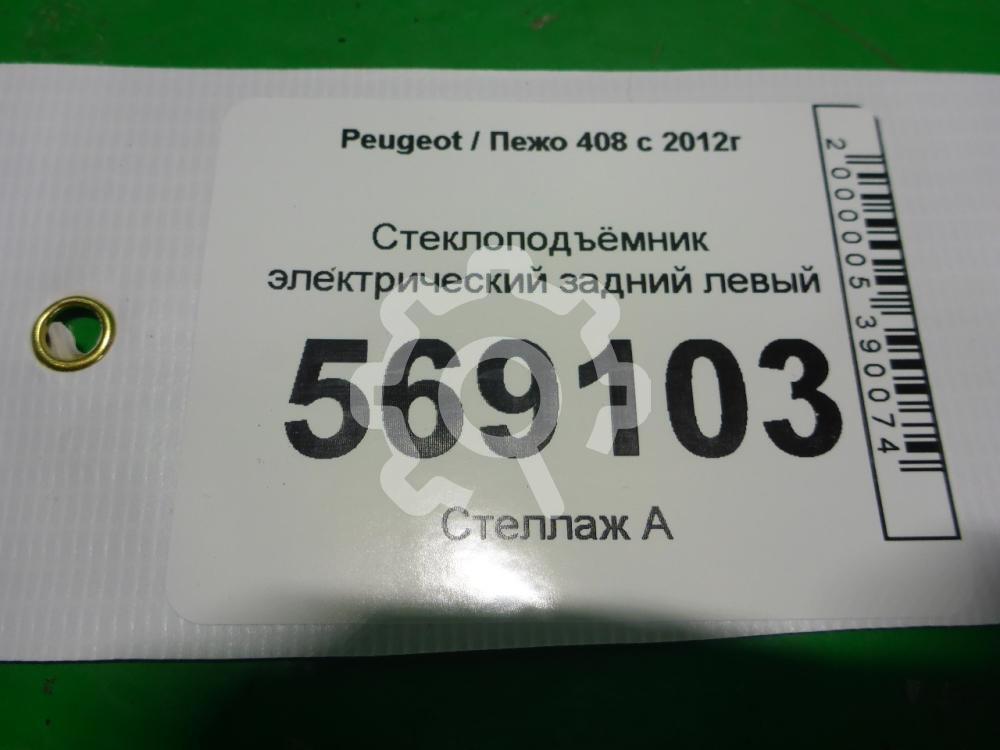 Peugeot / Пежо 408 с 2012г
Стеклоподъёмник
электрический задний левый
569103
Стеллаж А
2000005390074